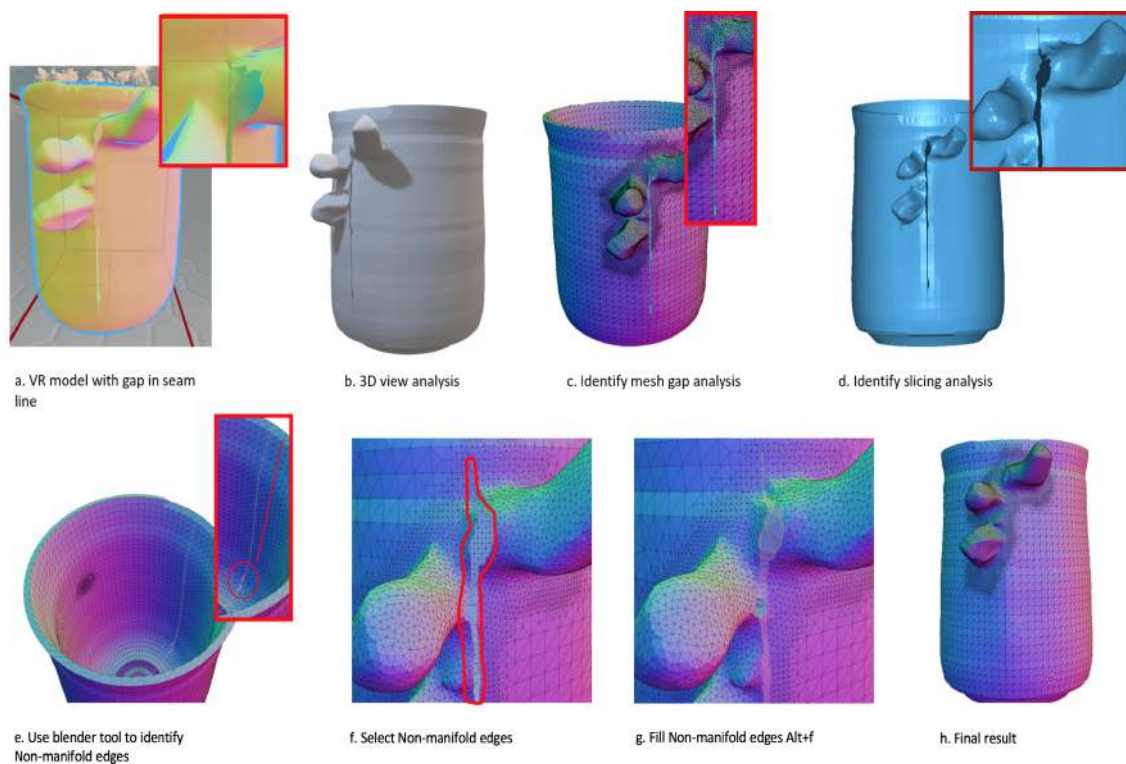 a. VR model with gap in seam
line
b. 3D view analysis
c. Identify mesh gap analysis
d. Identify slicing analysis
e. Use blender tool to identify
Non-manifold edges
f. Select Non-manifold edges
g. Fill Non-manifold edges Alt+f
h. Final result